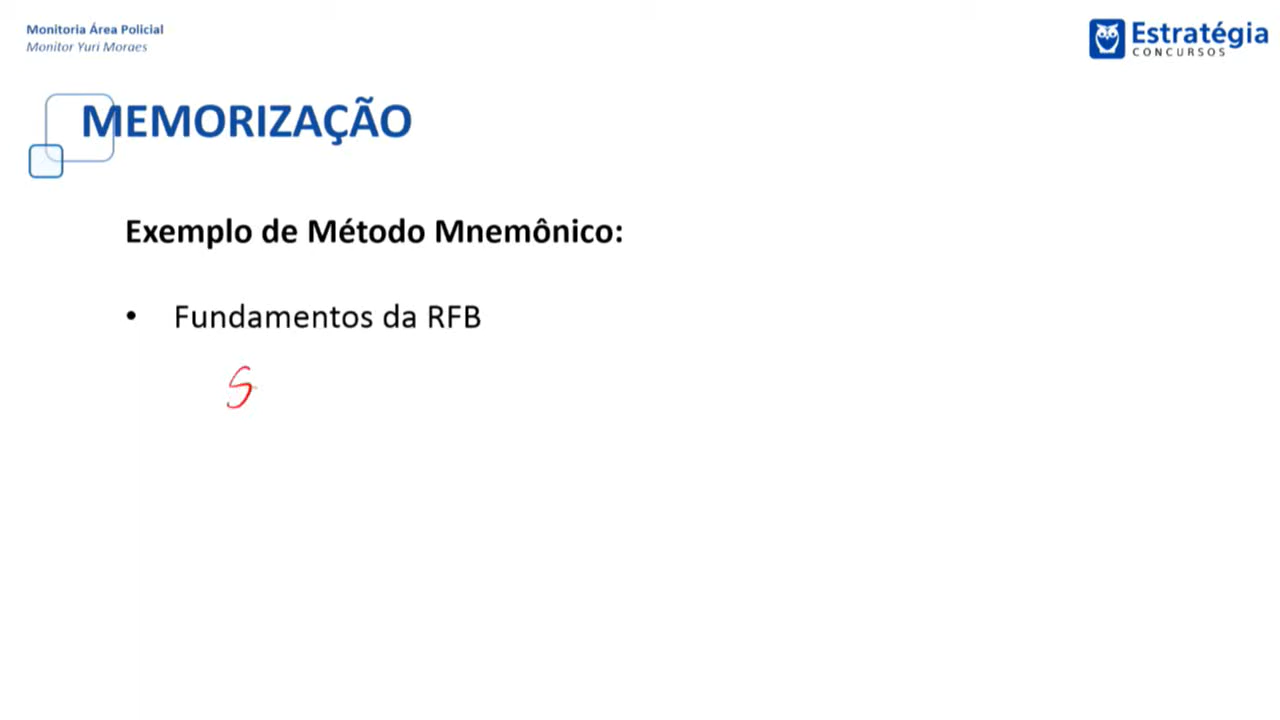 Monitoria Área Policial
Monitor Yuri Moraes
Estratégia
CONCURSOS
MEMORIZAÇÃO
Exemplo de Método Mnemônico:
• Fundamentos da RFB
S